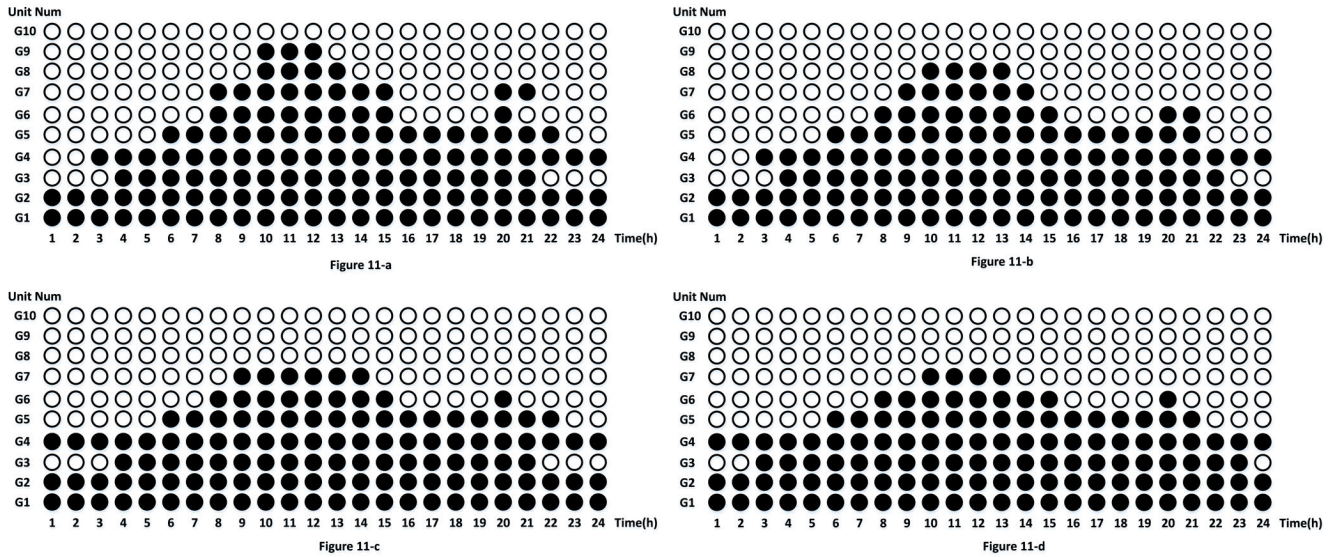 Unit Num
G10
G9
G8
G7
G6
G5
G4
G3
G2
G1
1 2 3 4 5 6 7 8 9 10 11 12 13 14 15 16 17 18 19 20 21 22 23 24 Time(h)
Figure 11-a
Unit Num
G10
G9
G8
G7
G6
G5
G4
G3
G2
G1
1 2 3 4 5 6 7 8 9 10 11 12 13 14 15 16 17 18 19 20 21 22 23 24 Time(h)
Figure 11-b
Unit Num
G10
G9
G8
G7
G6
G5
G4
G3
G2
G1
1 2 3 4 5 6 7 8 9 10 11 12 13 14 15 16 17 18 19 20 21 22 23 24 Time(h)
Figure 11-c
Unit Num
G10
G9
G8
G7
G6
G5
G4
G3
G2
G1
1 2 3 4 5 6 7 8 9 10 11 12 13 14 15 16 17 18 19 20 21 22 23 24 Time(h)
Figure 11-d